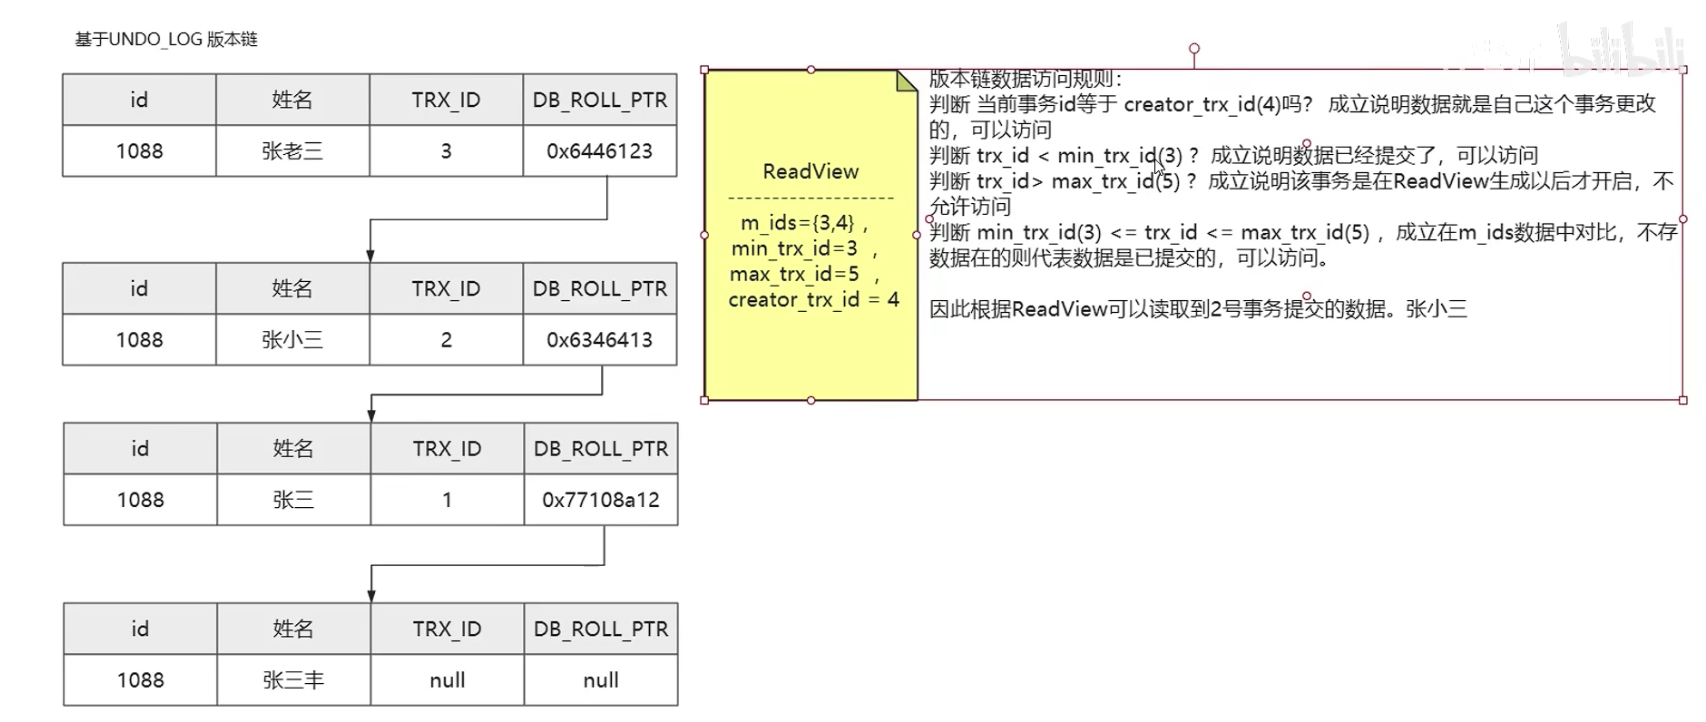 基于UNDO_LOG 版本链
id 姓名 TRX_ID DB_ROLL_PTR
1088 张老三 3 0x6446123
id 姓名 TRX_ID DB_ROLL_PTR
1088 张小三 2 0x6346413
id 姓名 TRX_ID DB_ROLL_PTR
1088 张三 1 0x77108a12
id 姓名 TRX_ID DB_ROLL_PTR
1088 张三丰 null null
ReadView
m_ids={3,4} ,
min_trx_id=3 ,
max_trx_id=5 ,
creator_trx_id = 4
版本链数据访问规则：
判断 当前事务id等于 creator_trx_id(4)吗？ 成立说明数据就是自己这个事务更改
的，可以访问
判断 trx_id < min_trx_id(3) ？ 成立说明数据已经提交了，可以访问
判断 trx_id> max_trx_id(5) ？ 成立说明该事务是在ReadView生成以后才开启，不
允许访问
判断 min_trx_id(3) <= trx_id <= max_trx_id(5) ，成立在m_ids数据中对比，不存
数据在的则代表数据是已提交的，可以访问。
因此根据ReadView可以读取到2号事务提交的数据。张小三
bilibili